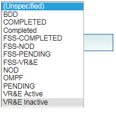 (Unspecified)
BDD
COMPLETED
Completed
FSS-COMPLETED
FSS-NOD
FSS-PENDING
FSS-VR&E
NOD
OMPF
PENDING
VR&E Active
VR&E Inactive